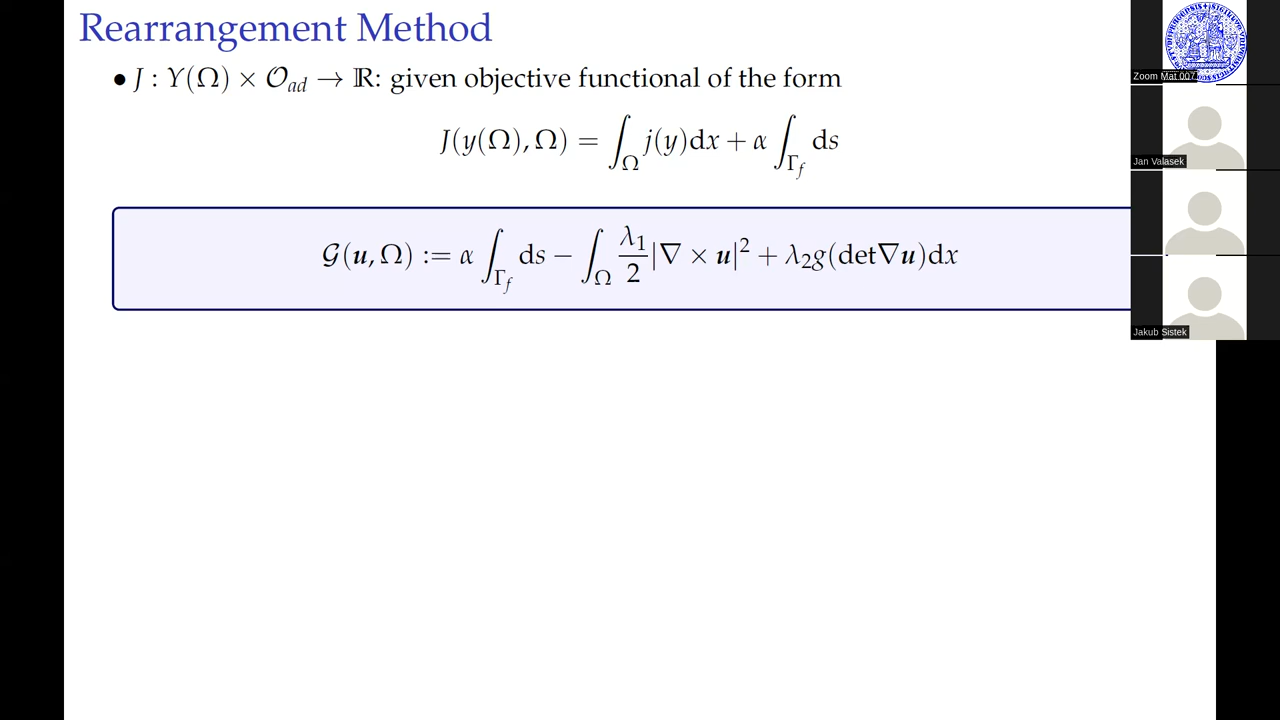 Rearrangement Method
• J : Y(Ω) × 𝒪_ad → ℝ: given objective functional of the form
J(y(Ω), Ω) = ∫_Ω j(y)dx + α ∫_{Γ_f} ds
𝒢(u, Ω) := α ∫_{Γ_f} ds − ∫_Ω λ₁/2 |∇ × u|² + λ₂g(det∇u)dx
Zoom Mat 007
Jan Valasek
Jakub Sistek